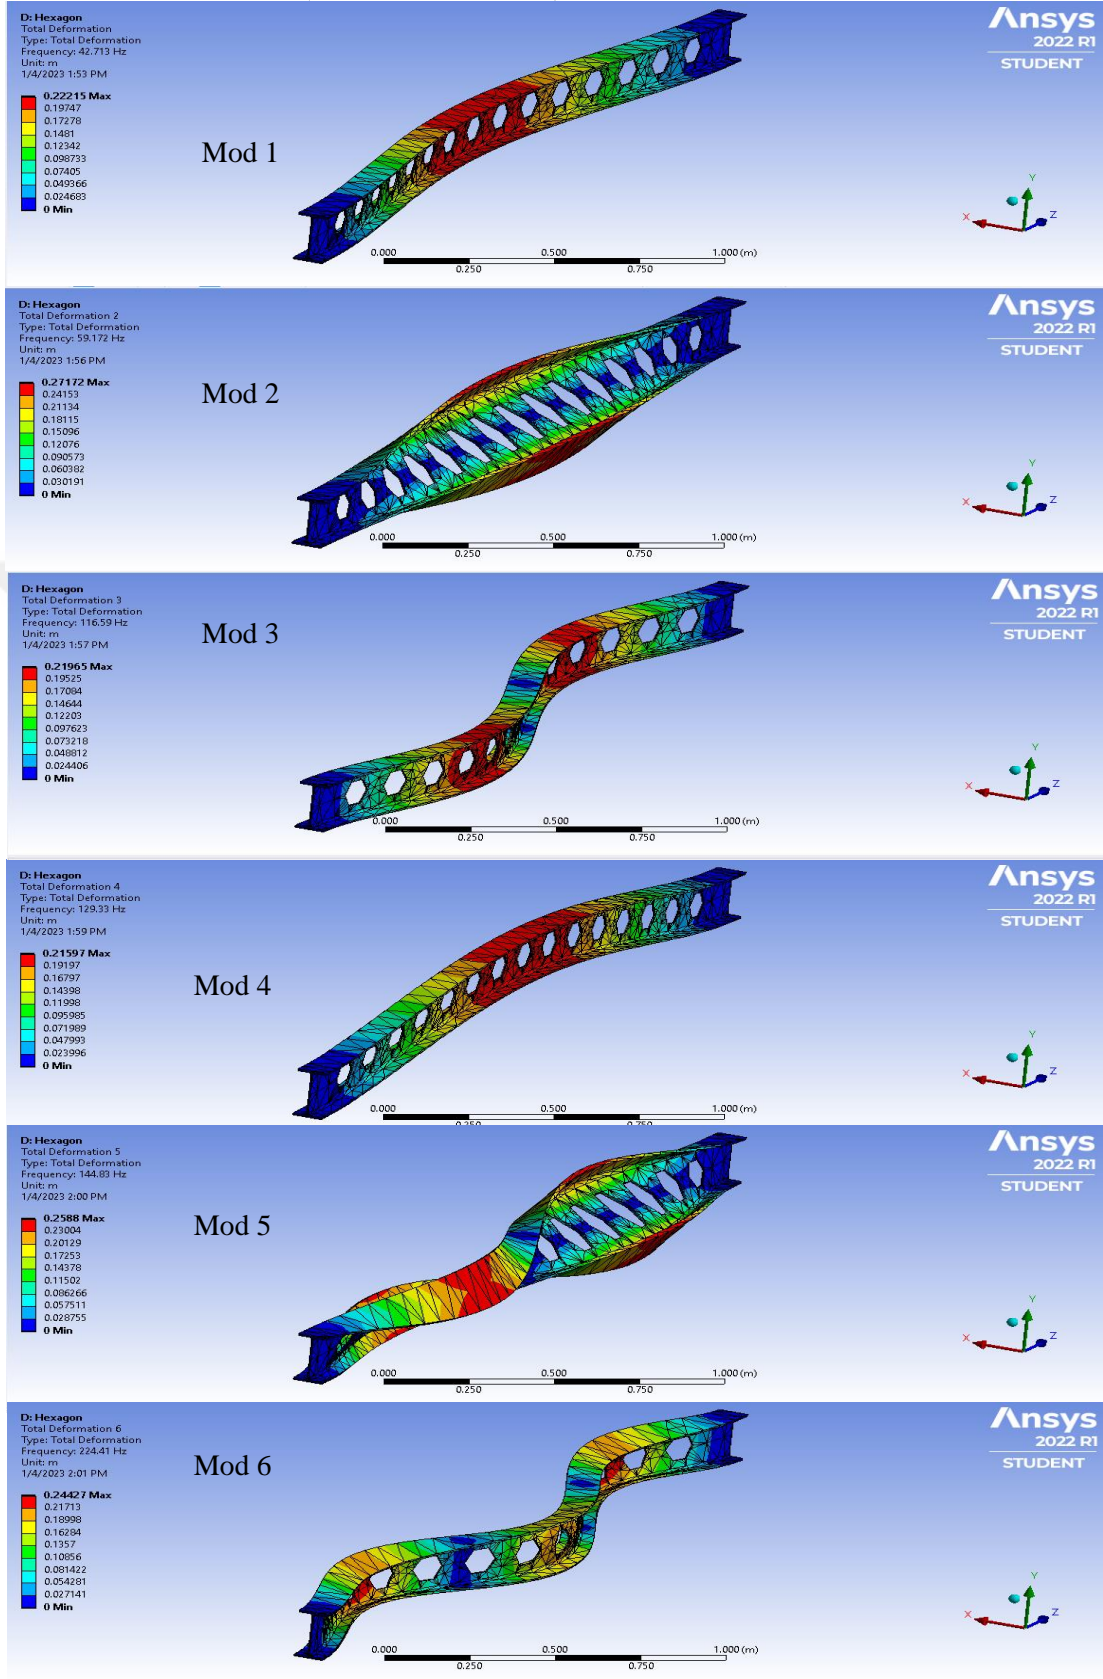 D: Hexagon
Total Deformation
Type: Total Deformation
Frequency: 42.713 Hz
Unit: m
1/4/2023 1:53 PM
0.22215 Max
0.19747
0.17278
0.1481
0.12342
0.098733
0.07405
0.049366
0.024683
0 Min
Mod 1
Ansys
2022 R1
STUDENT
Y
X
Z
0.000
0.500
1.000 (m)
0.250
0.750
D: Hexagon
Total Deformation 2
Type: Total Deformation
Frequency: 59.172 Hz
Unit: m
1/4/2023 1:56 PM
0.27172 Max
0.24153
0.21134
0.18115
0.15096
0.12076
0.090573
0.060382
0.030191
0 Min
Mod 2
Ansys
2022 R1
STUDENT
Y
X
Z
0.000
0.500
1.000 (m)
0.250
0.750
D: Hexagon
Total Deformation 3
Type: Total Deformation
Frequency: 116.59 Hz
Unit: m
1/4/2023 1:57 PM
0.21965 Max
0.19525
0.17084
0.14644
0.12203
0.097623
0.073218
0.048812
0.024406
0 Min
Mod 3
Ansys
2022 R1
STUDENT
Y
X
Z
0.000
0.500
1.000 (m)
0.250
0.750
D: Hexagon
Total Deformation 4
Type: Total Deformation
Frequency: 129.33 Hz
Unit: m
1/4/2023 1:59 PM
0.21597 Max
0.19197
0.16797
0.14398
0.11998
0.095985
0.071989
0.047993
0.023996
0 Min
Mod 4
Ansys
2022 R1
STUDENT
Y
X
Z
0.000
0.500
1.000 (m)
0.250
0.750
D: Hexagon
Total Deformation 5
Type: Total Deformation
Frequency: 144.83 Hz
Unit: m
1/4/2023 2:00 PM
0.2588 Max
0.23004
0.20129
0.17253
0.14378
0.11502
0.086266
0.057511
0.028755
0 Min
Mod 5
Ansys
2022 R1
STUDENT
Y
X
Z
0.000
0.500
1.000 (m)
0.250
0.750
D: Hexagon
Total Deformation 6
Type: Total Deformation
Frequency: 224.41 Hz
Unit: m
1/4/2023 2:01 PM
0.24427 Max
0.21713
0.18998
0.16284
0.1357
0.10856
0.081422
0.054281
0.027141
0 Min
Mod 6
Ansys
2022 R1
STUDENT
Y
X
Z
0.000
0.500
1.000 (m)
0.250
0.750